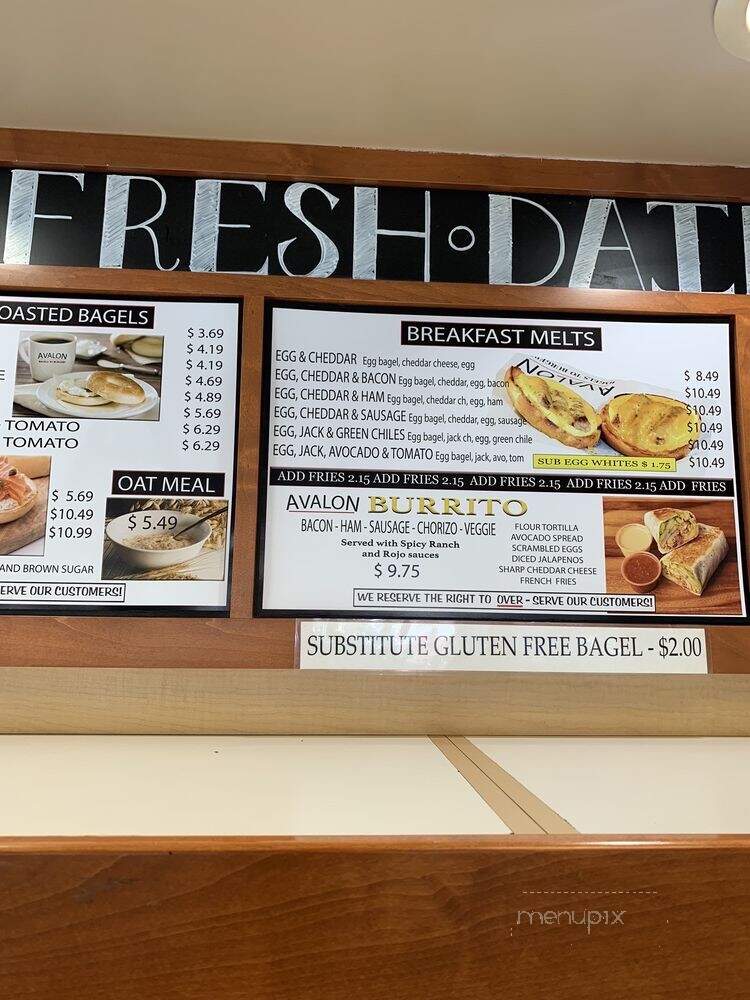 FRESH • DAI
OASTED BAGELS
AVALON
$ 3.69
$ 4.19
$ 4.19
$ 4.69
$ 4.89
$ 5.69
TOMATO $ 6.29
TOMATO $ 6.29
$ 5.69
$10.49
$10.99
OAT MEAL
$ 5.49
AND BROWN SUGAR
ERVE OUR CUSTOMERS!
BREAKFAST MELTS
EGG & CHEDDAR Egg bagel, cheddar cheese, egg $ 8.49
EGG, CHEDDAR & BACON Egg bagel, cheddar, egg, bacon $10.49
EGG, CHEDDAR & HAM Egg bagel, cheddar ch, egg, ham $10.49
EGG, CHEDDAR & SAUSAGE Egg bagel, cheddar, egg, sausage $10.49
EGG, JACK & GREEN CHILES Egg bagel, jack ch, egg, green chile $10.49
EGG, JACK, AVOCADO & TOMATO Egg bagel, jack, avo, tom $10.49
AVALON
SUB EGG WHITES $ 1.75
ADD FRIES 2.15 ADD FRIES 2.15 ADD FRIES 2.15 ADD FRIES 2.15 ADD FRIES
AVALON BURRITO
BACON - HAM - SAUSAGE - CHORIZO - VEGGIE
Served with Spicy Ranch
and Rojo sauces
$ 9.75
FLOUR TORTILLA
AVOCADO SPREAD
SCRAMBLED EGGS
DICED JALAPENOS
SHARP CHEDDAR CHEESE
FRENCH FRIES
WE RESERVE THE RIGHT TO OVER - SERVE OUR CUSTOMERS!
SUBSTITUTE GLUTEN FREE BAGEL - $2.00
menupix